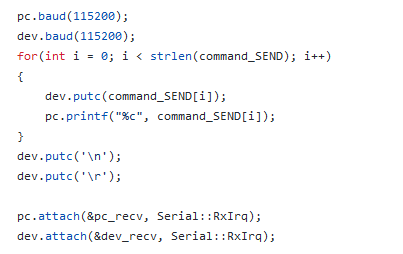 pc.baud(115200);
dev.baud(115200);
for(int i = 0; i < strlen(command_SEND); i++)
{
    dev.putc(command_SEND[i]);
    pc.printf("%c", command_SEND[i]);
}
dev.putc('\n');
dev.putc('\r');

pc.attach(&pc_recv, Serial::RxIrq);
dev.attach(&dev_recv, Serial::RxIrq);